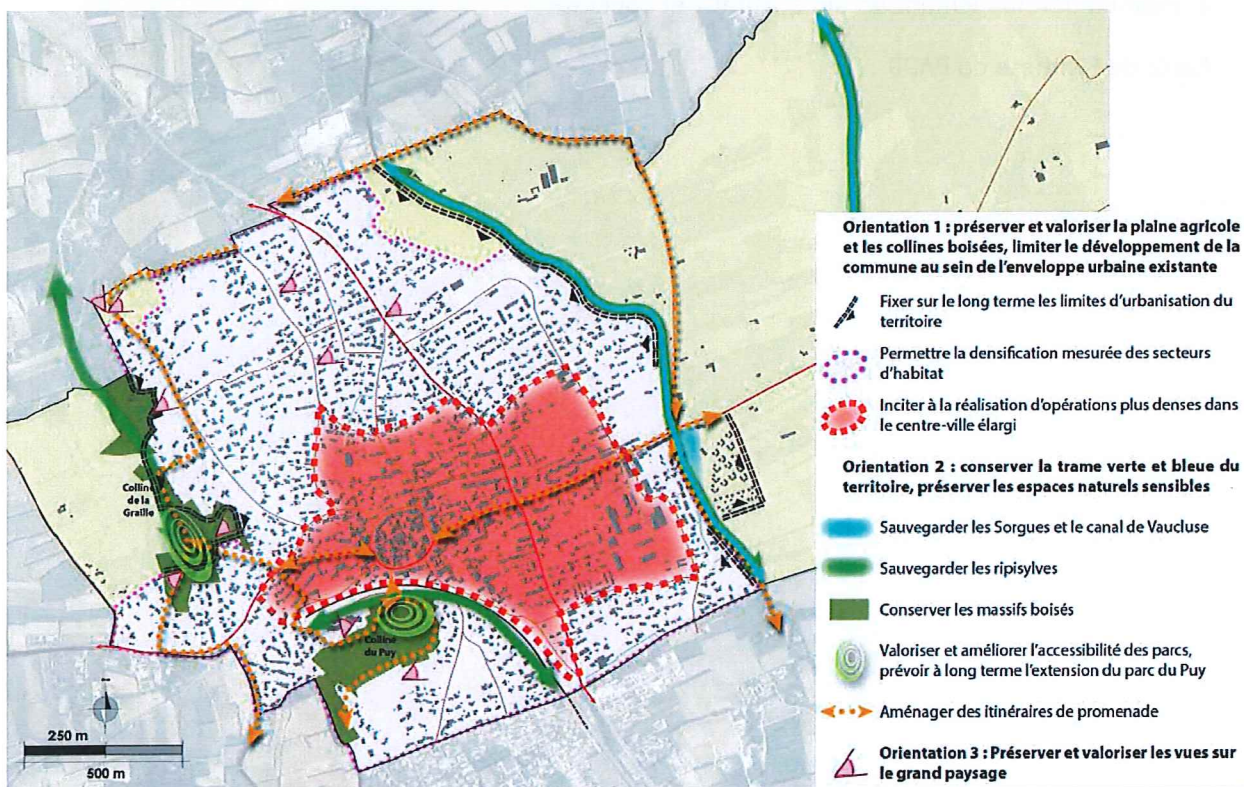 Colline
de la
Graille
Colline
du Puy
250 m
500 m
Orientation 1 : préserver et valoriser la plaine agricole
et les collines boisées, limiter le développement de la
commune au sein de l'enveloppe urbaine existante
Fixer sur le long terme les limites d'urbanisation du
territoire
Permettre la densification mesurée des secteurs
d'habitat
Inciter à la réalisation d'opérations plus denses dans
le centre-ville élargi
Orientation 2 : conserver la trame verte et bleue du
territoire, préserver les espaces naturels sensibles
Sauvegarder les Sorgues et le canal de Vaucluse
Sauvegarder les ripisylves
Conserver les massifs boisés
Valoriser et améliorer l'accessibilité des parcs,
prévoir à long terme l'extension du parc du Puy
Aménager des itinéraires de promenade
Orientation 3 : Préserver et valoriser les vues sur
le grand paysage